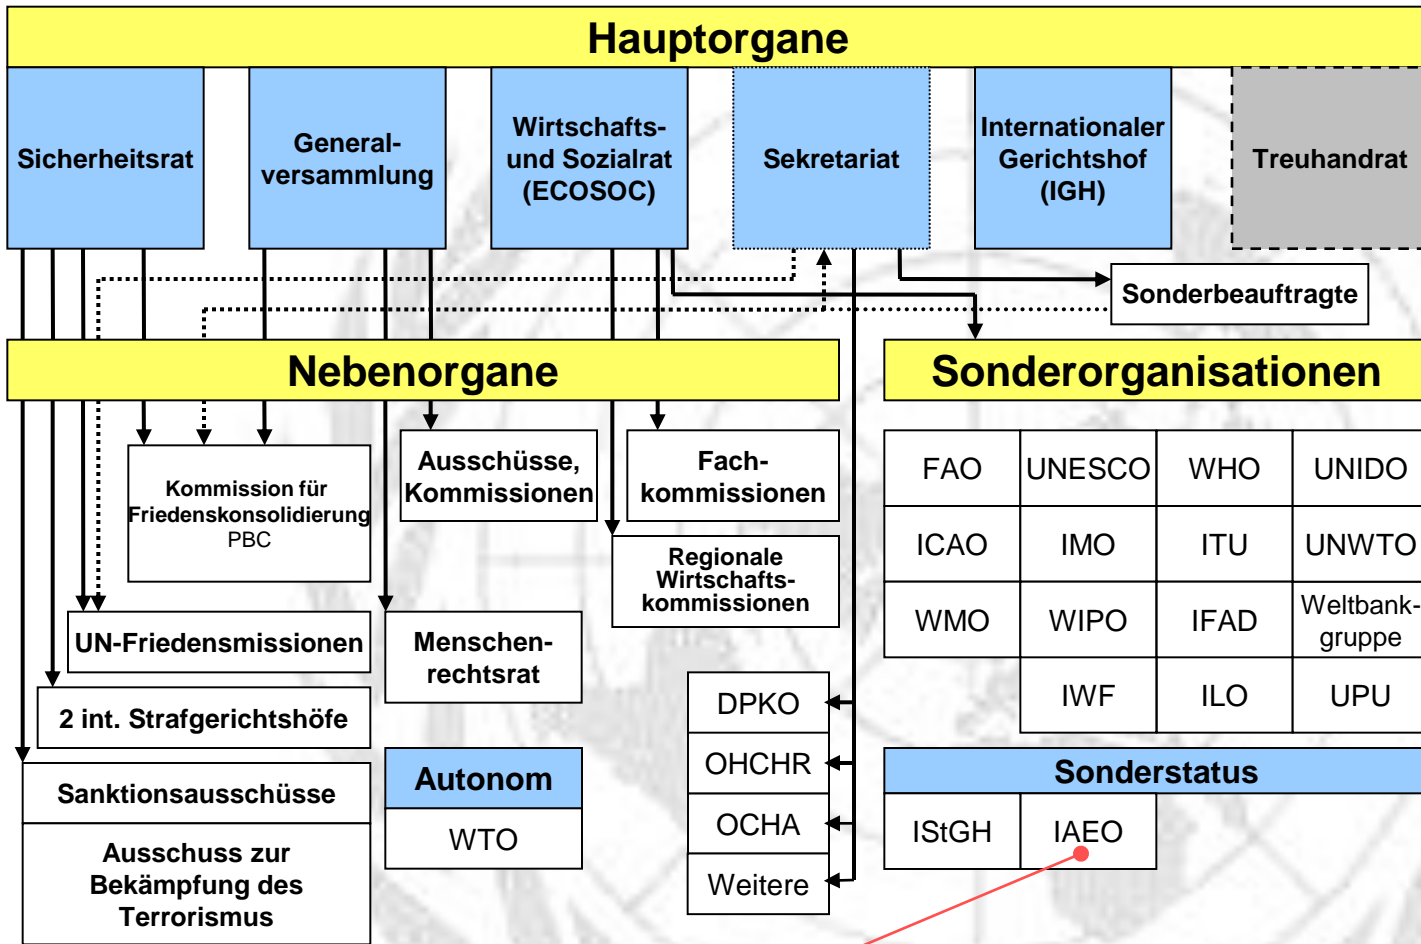 Hauptorgane
Sicherheitsrat
General-
versammlung
Wirtschafts-
und Sozialrat
(ECOSOC)
Sekretariat
Internationaler
Gerichtshof
(IGH)
Treuhandrat
Sonderbeauftragte
Nebenorgane
Sonderorganisationen
Kommission für
Friedenskonsolidierung
PBC
Ausschüsse,
Kommissionen
Fach-
kommissionen
Regionale
Wirtschafts-
kommissionen
UN-Friedensmissionen
Menschen-
rechtsrat
2 int. Strafgerichtshöfe
Sanktionsausschüsse
Ausschuss zur
Bekämpfung des
Terrorismus
Autonom
WTO
DPKO
OHCHR
OCHA
Weitere
FAO UNESCO WHO UNIDO
ICAO IMO ITU UNWTO
WMO WIPO IFAD Weltbank-
gruppe
IWF ILO UPU
Sonderstatus
IStGH IAEO